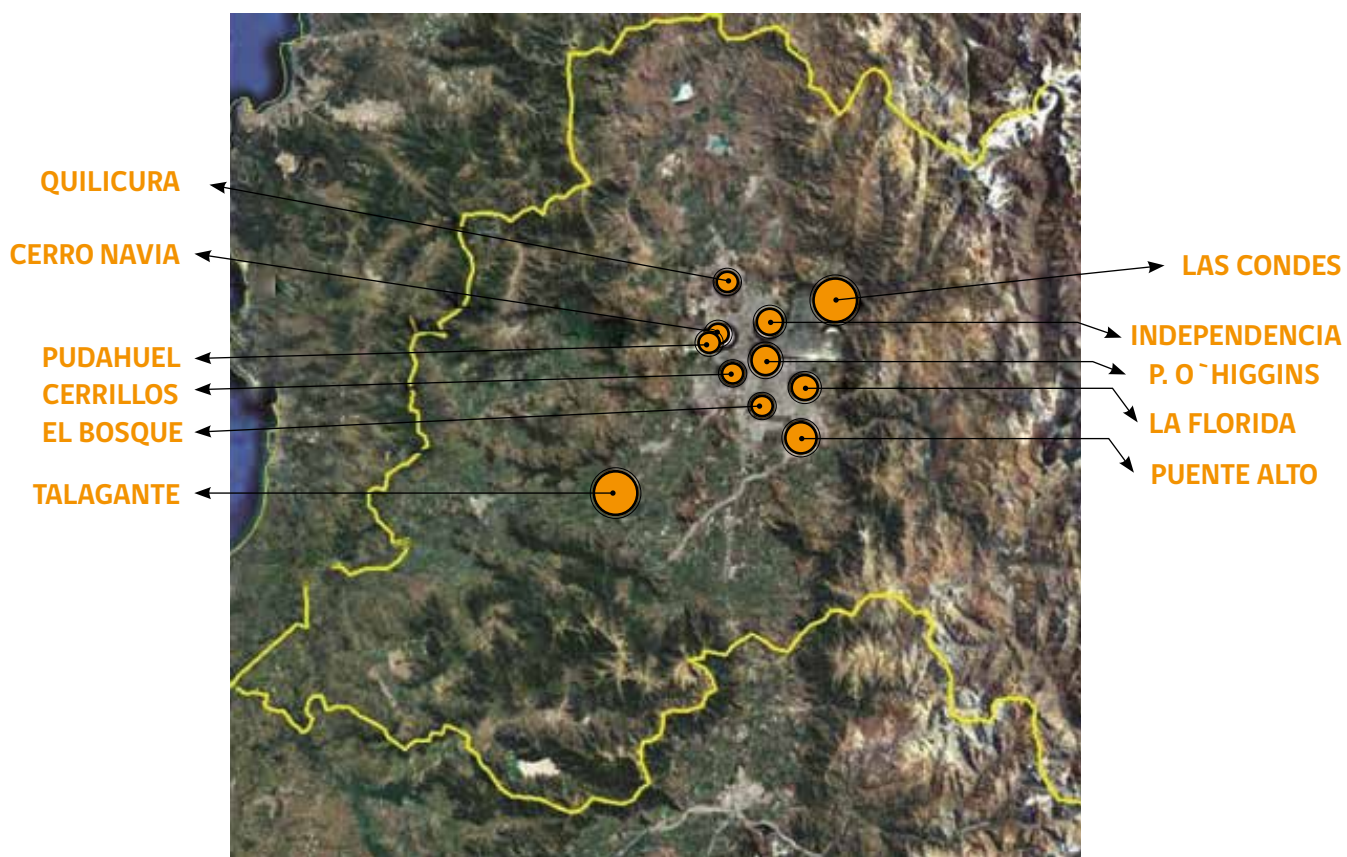 QUILICURA
CERRO NAVIA
PUDAHUEL
CERRILLOS
EL BOSQUE
TALAGANTE
LAS CONDES
INDEPENDENCIA
P. O`HIGGINS
LA FLORIDA
PUENTE ALTO